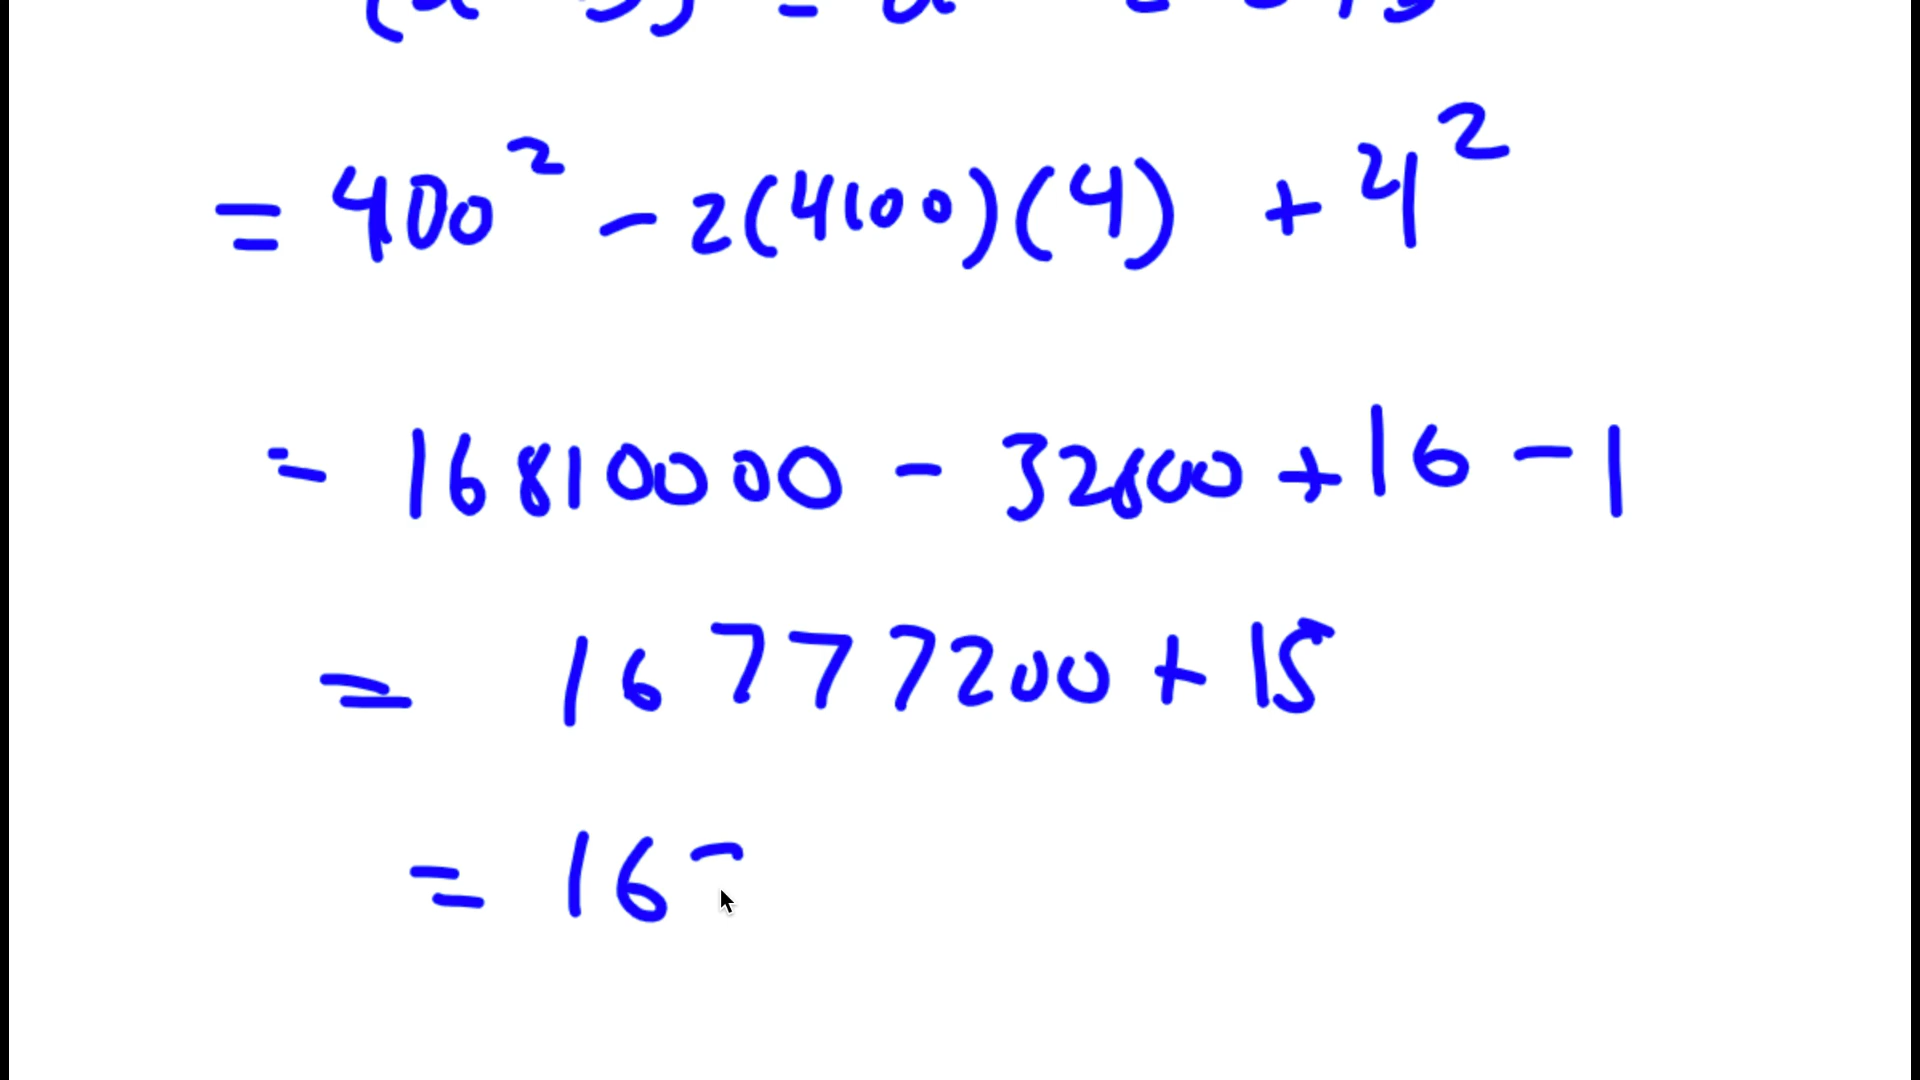 = 400² - 2(4100)(4) + 4²
= 16810000 - 32800 + 16 - 1
= 16777200 + 15
= 16